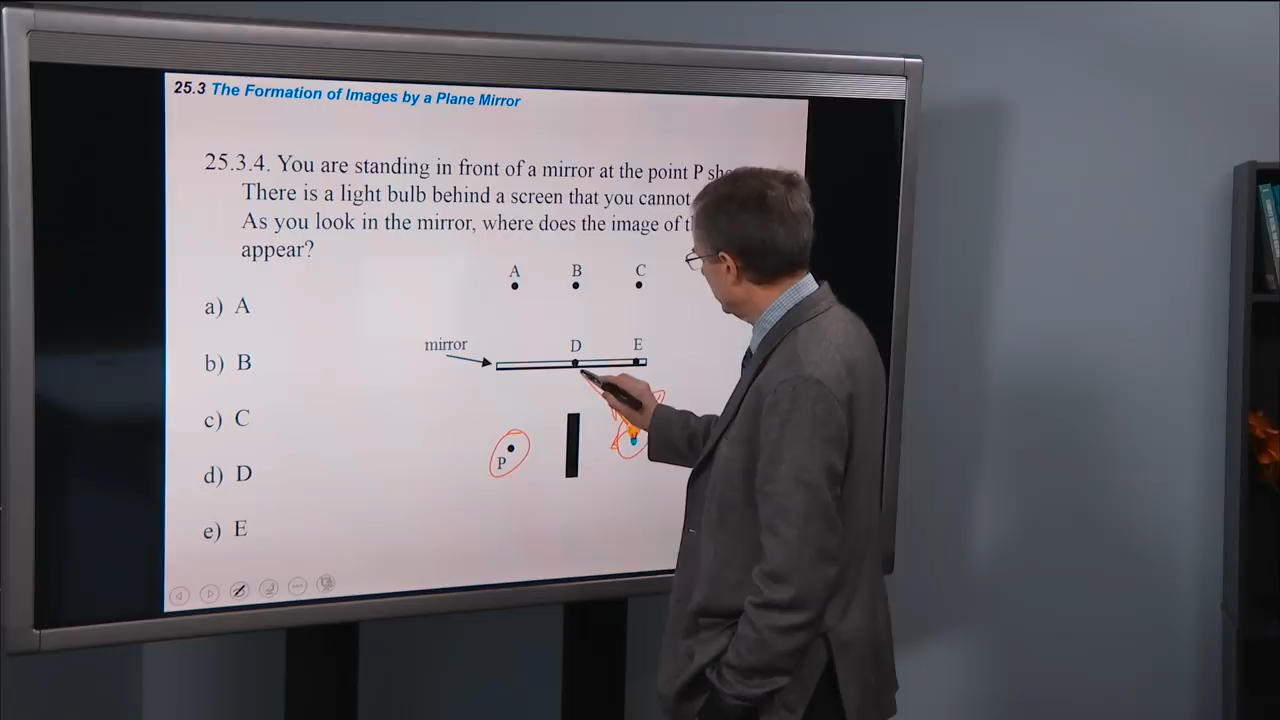 25.3 The Formation of Images by a Plane Mirror
25.3.4. You are standing in front of a mirror at the point P
There is a light bulb behind a screen that you cannot
As you look in the mirror, where does the image of
appear?
A B C
a) A
mirror D E
b) B
c) C
P
d) D
e) E